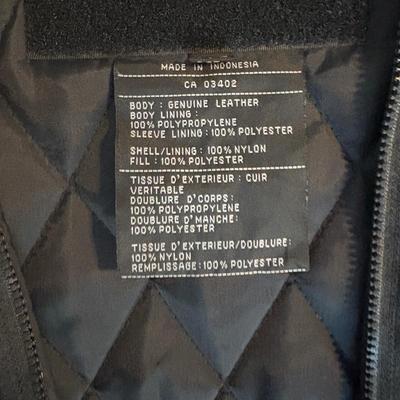 MADE IN INDONESIA
CA 03402
BODY : GENUINE LEATHER
BODY LINING :
100% POLYPROPYLENE
SLEEVE LINING : 100% POLYESTER
SHELL/LINING : 100% NYLON
FILL : 100% POLYESTER
TISSUE D'EXTERIEUR : CUIR
VERITABLE
DOUBLURE D'CORPS:
100% POLYPROPYLENE
DOUBLURE D'MANCHE:
100% POLYESTER
TISSUE D'EXTERIEUR/DOUBLURE:
100% NYLON
REMPLISSAGE: 100% POLYESTER